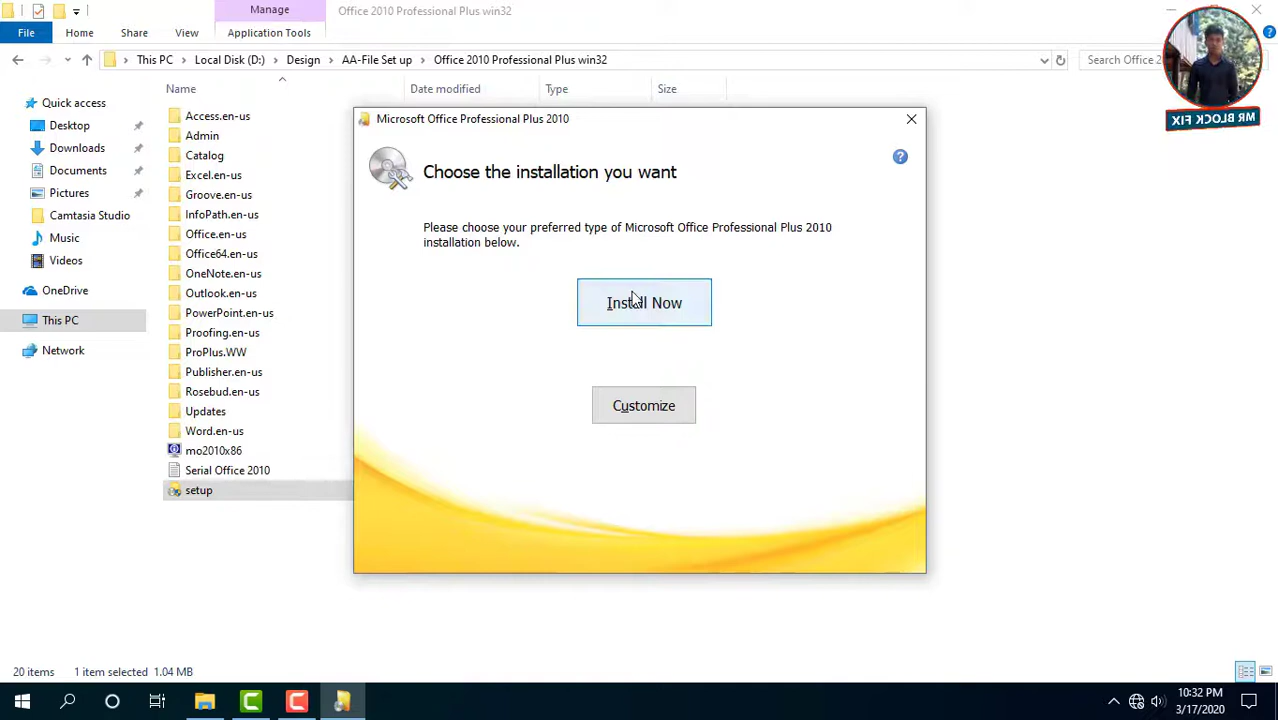 Manage
Office 2010 Professional Plus win32
File
Home
Share
View
Application Tools
This PC
Local Disk (D:)
Design
AA-File Set up
Office 2010 Professional Plus win32
Search Office 2
MR BLOCK FIX
Name
Date modified
Type
Size
Quick access
Desktop
Downloads
Documents
Pictures
Camtasia Studio
Music
Videos
OneDrive
This PC
Network
Access.en-us
Admin
Catalog
Excel.en-us
Groove.en-us
InfoPath.en-us
Office.en-us
Office64.en-us
OneNote.en-us
Outlook.en-us
PowerPoint.en-us
Proofing.en-us
ProPlus.WW
Publisher.en-us
Rosebud.en-us
Updates
Word.en-us
mo2010x86
Serial Office 2010
setup
Microsoft Office Professional Plus 2010
Choose the installation you want
Please choose your preferred type of Microsoft Office Professional Plus 2010
installation below.
Install Now
Customize
20 items
1 item selected 1.04 MB
10:32 PM
3/17/2020